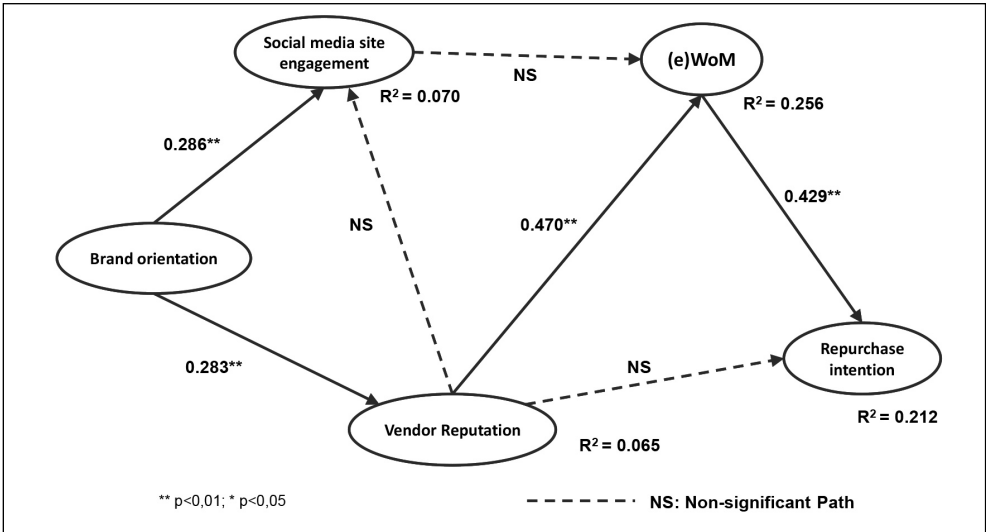 Social media site
engagement
(e)WoM
NS
R² = 0.070
R² = 0.256
0.286**
0.429**
NS
0.470**
Brand orientation
Repurchase
intention
0.283**
NS
Vendor Reputation
R² = 0.212
R² = 0.065
** p<0,01; * p<0,05
NS: Non-significant Path